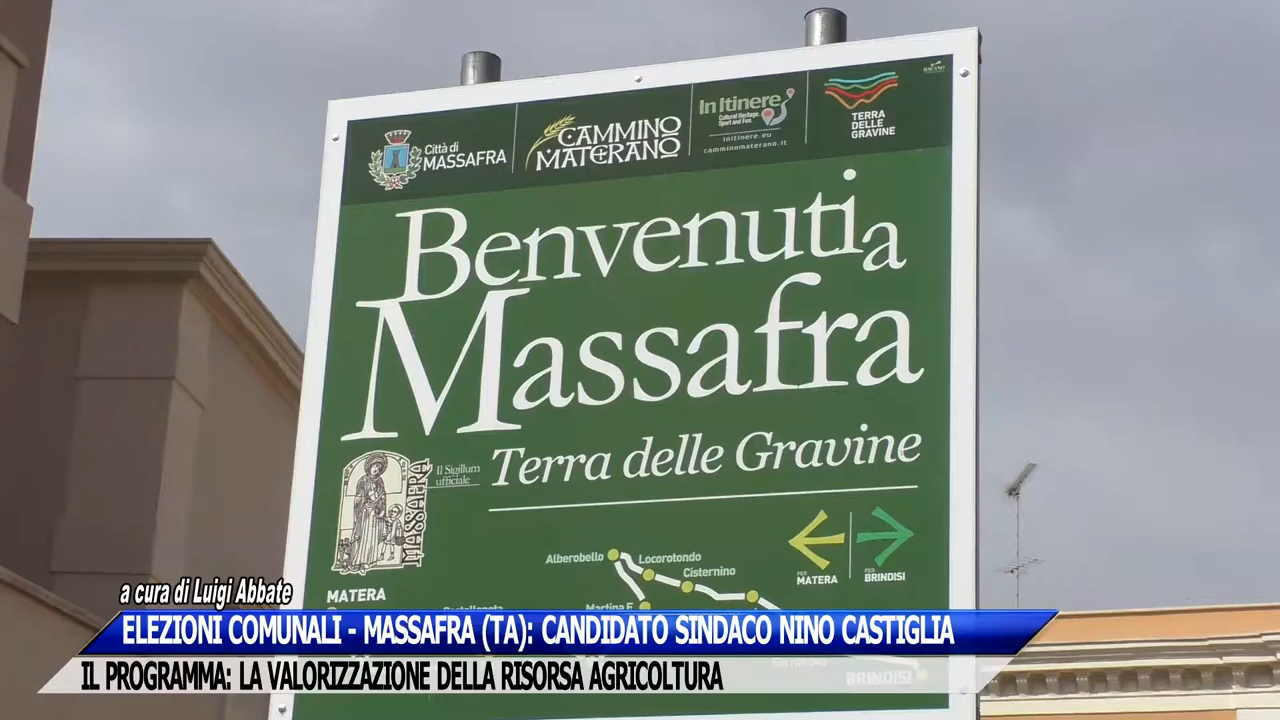 Città di
MASSAFRA
CAMMINO
MATERANO
In Itinere
Cultural Heritage,
Sport and Fun.
initinere.eu
camminomaterano.it
TERRA
DELLE
GRAVINE
Benvenuti a
Massafra
Terra delle Gravine
Il Sigillum
ufficiale
MASSAFRA
PER
MATERA
PER
BRINDISI
Alberobello
Locorotondo
Cisternino
MATERA
Martina F.
BRINDISI
a cura di Luigi Abbate
ELEZIONI COMUNALI - MASSAFRA (TA): CANDIDATO SINDACO NINO CASTIGLIA
IL PROGRAMMA: LA VALORIZZAZIONE DELLA RISORSA AGRICOLTURA